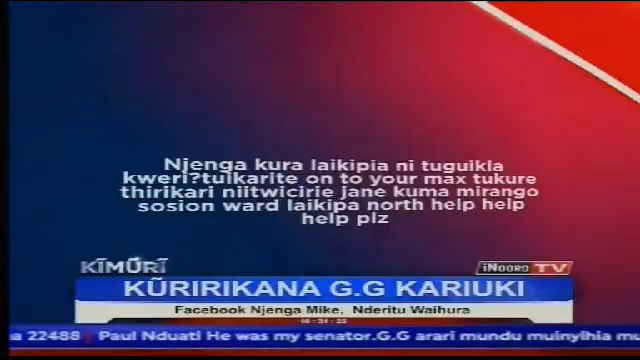 Njenga kura laikipia ni tuguikla
kweri?tulkarite on to your max tukure
thirikari niitwicirie jane kuma mirango
sosion ward laikipa north help help
help plz
KĨMŨRĨ
iNOORO TV
KŨRIRIKANA G.G KARIUKI
Facebook Njenga Mike, Nderitu Waihura
a 22488 Paul Nduati He was my senator.G.G arari mundu muinyihia m